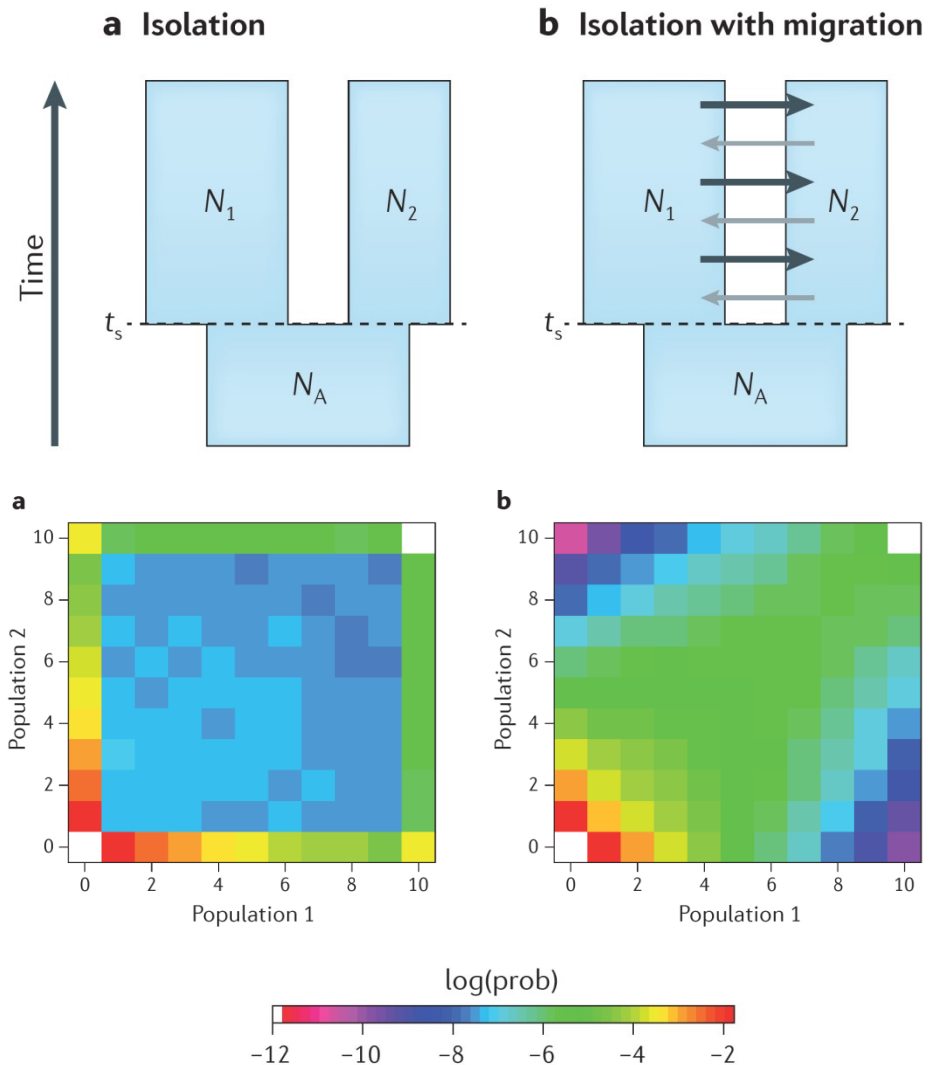 a Isolation
b Isolation with migration
Time
N1
N2
ts
NA
N1
N2
ts
NA
a
Population 2
10
8
6
4
2
0
0 2 4 6 8 10
Population 1
b
Population 2
10
8
6
4
2
0
0 2 4 6 8 10
Population 1
log(prob)
−12 −10 −8 −6 −4 −2